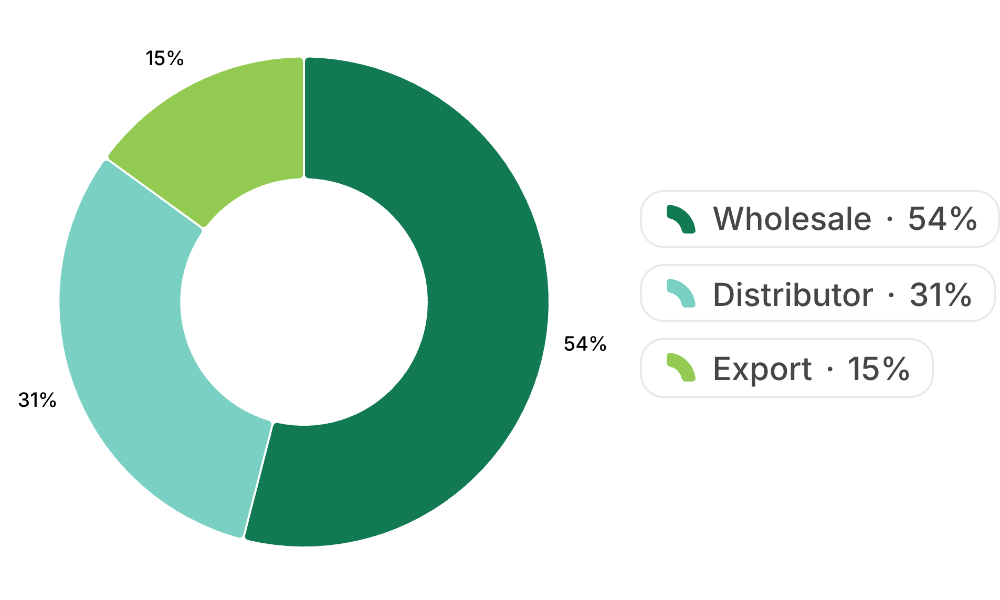 15%
54%
31%
Wholesale · 54%
Distributor · 31%
Export · 15%